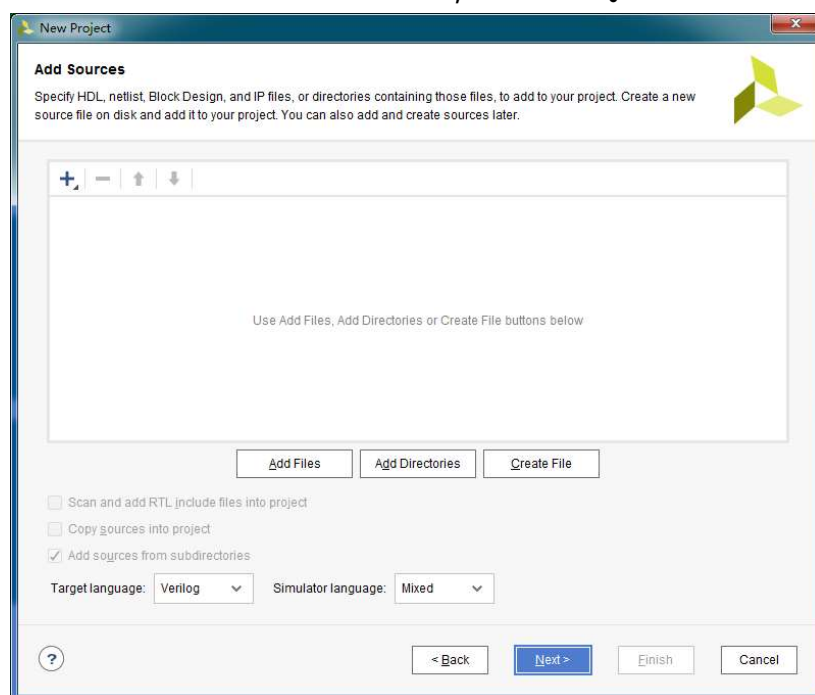 New Project
Add Sources
Specify HDL, netlist, Block Design, and IP files, or directories containing those files, to add to your project. Create a new
source file on disk and add it to your project. You can also add and create sources later.
Use Add Files, Add Directories or Create File buttons below
Add Files Add Directories Create File
Scan and add RTL include files into project
Copy sources into project
Add sources from subdirectories
Target language: Verilog Simulator language: Mixed
? < Back Next > Finish Cancel